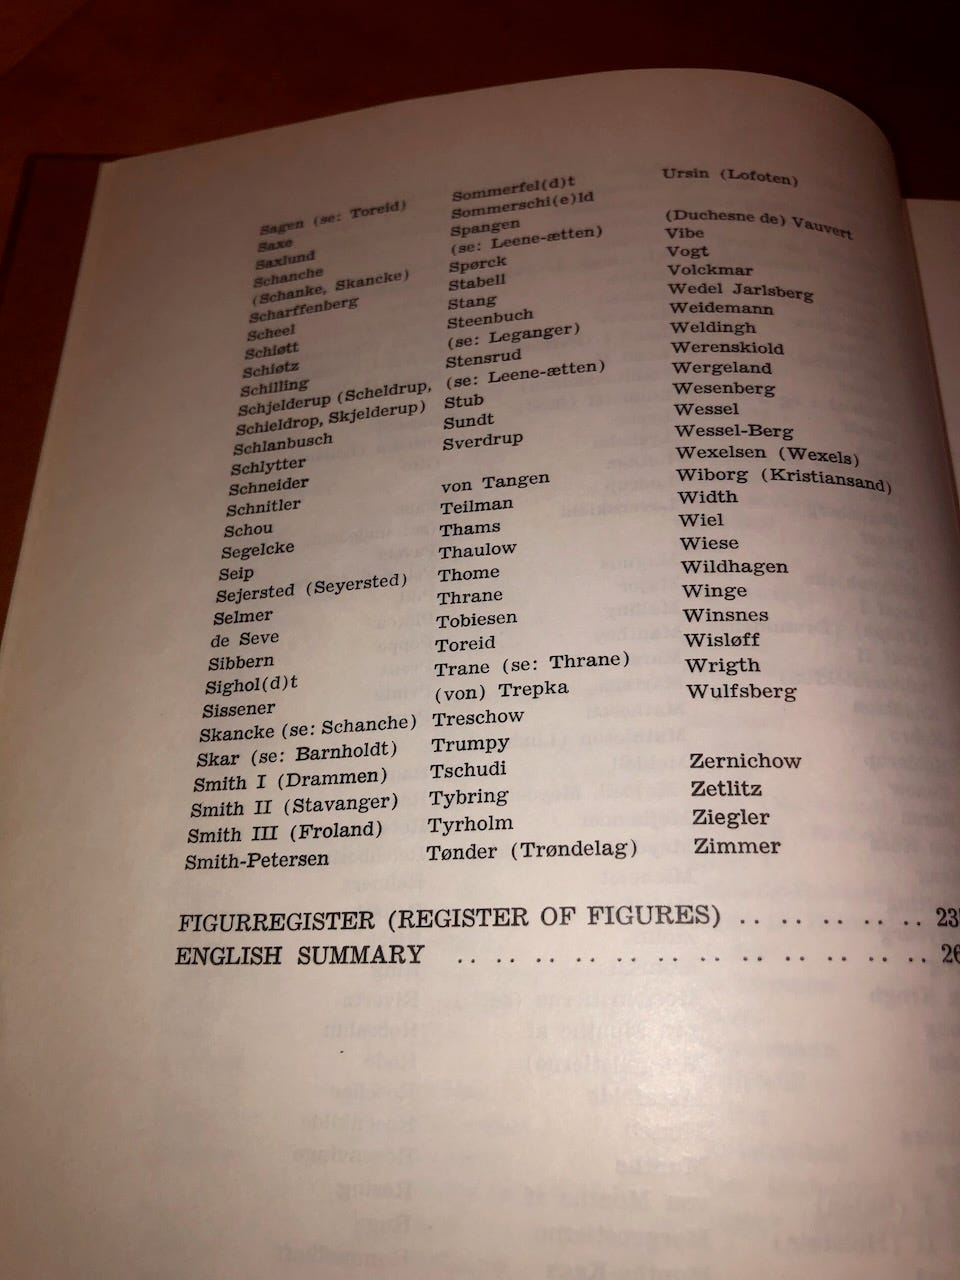 Sagen (se: Toreid)
Saxe
Saxlund
Schanche
(Schanke, Skancke)
Scharffenberg
Scheel
Schiøtt
Schiøtz
Schilling
Schjelderup (Scheldrup,
Schieldrop, Skjelderup)
Schlanbusch
Schlytter
Schneider
Schnitler
Schou
Segelcke
Seip
Sejersted (Seyersted)
Selmer
de Seve
Sibbern
Sighol(d)t
Sissener
Skancke (se: Schanche)
Skar (se: Barnholdt)
Smith I (Drammen)
Smith II (Stavanger)
Smith III (Froland)
Smith-Petersen
Sommerfel(d)t
Sommerschi(e)ld
Spangen
(se: Leene-ætten)
Spørck
Stabell
Stang
Steenbuch
(se: Leganger)
Stensrud
(se: Leene-ætten)
Stub
Sundt
Sverdrup
von Tangen
Teilman
Thams
Thaulow
Thome
Thrane
Tobiesen
Toreid
Trane (se: Thrane)
(von) Trepka
Treschow
Trumpy
Tschudi
Tybring
Tyrholm
Tønder (Trøndelag)
Ursin (Lofoten)
(Duchesne de) Vauvert
Vibe
Vogt
Volckmar
Wedel Jarlsberg
Weidemann
Weldingh
Werenskiold
Wergeland
Wesenberg
Wessel
Wessel-Berg
Wexelsen (Wexels)
Wiborg (Kristiansand)
Width
Wiel
Wiese
Wildhagen
Winge
Winsnes
Wisløff
Wrigth
Wulfsberg
Zernichow
Zetlitz
Ziegler
Zimmer
FIGURREGISTER (REGISTER OF FIGURES) .. .. .. .. .. 23
ENGLISH SUMMARY .. .. .. .. .. .. .. .. .. .. .. .. .. 26